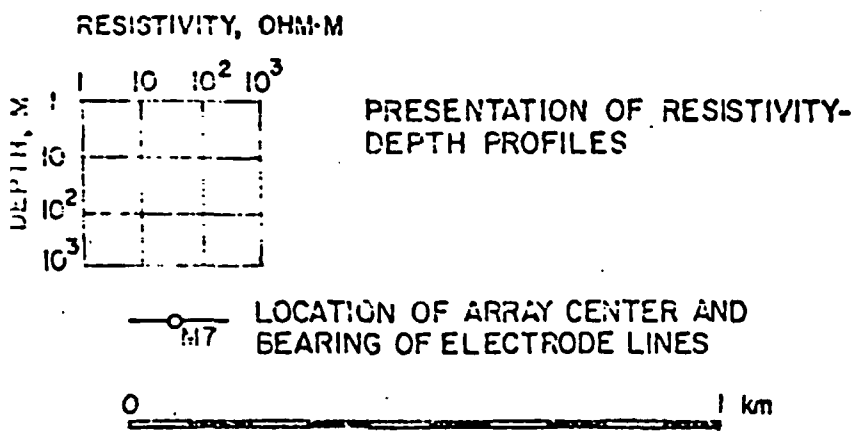 RESISTIVITY, OHM-M
1 10 10² 10³
DEPTH, M
1
10
10²
10³
PRESENTATION OF RESISTIVITY-
DEPTH PROFILES
M7
LOCATION OF ARRAY CENTER AND
BEARING OF ELECTRODE LINES
0 1 km